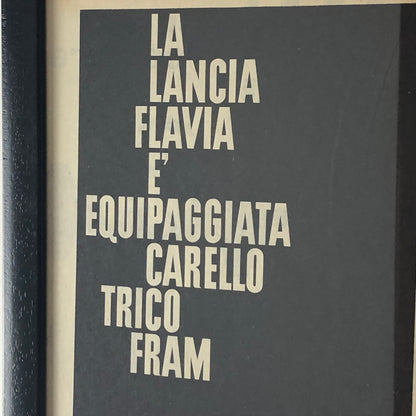 LA
LANCIA
FLAVIA
E'
EQUIPAGGIATA
CARELLO
TRICO
FRAM